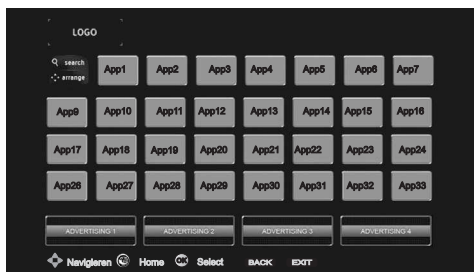 LOGO
search
arrange
App1 App2 App3 App4 App5 App6 App7
App9 App10 App11 App12 App13 App14 App15 App16
App17 App18 App19 App20 App21 App22 App23 App24
App26 App27 App28 App29 App30 App31 App32 App33
ADVERTISING 1 ADVERTISING 2 ADVERTISING 3 ADVERTISING 4
Navigieren Home OK Select BACK EXIT